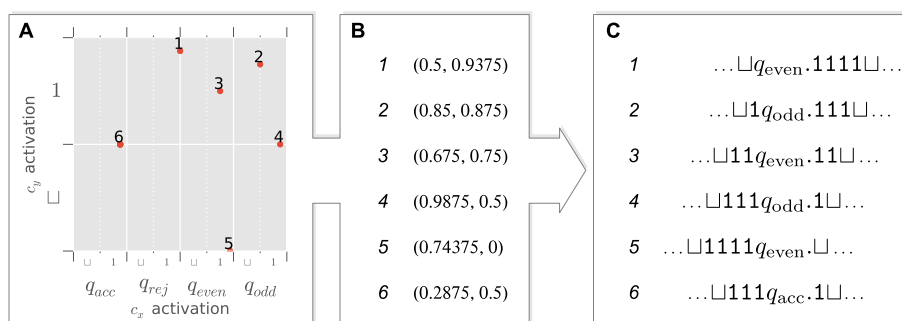 A
1
2
3
4
5
6
1
⊔
c_y activation
⊔ 1 ⊔ 1 ⊔ 1 ⊔ 1
q_acc q_rej q_even q_odd
c_x activation
B
1 (0.5, 0.9375)
2 (0.85, 0.875)
3 (0.675, 0.75)
4 (0.9875, 0.5)
5 (0.74375, 0)
6 (0.2875, 0.5)
C
1 ...⊔q_even.1111⊔...
2 ...⊔1q_odd.111⊔...
3 ...⊔11q_even.11⊔...
4 ...⊔111q_odd.1⊔...
5 ...⊔1111q_even.⊔...
6 ...⊔111q_acc.1⊔...